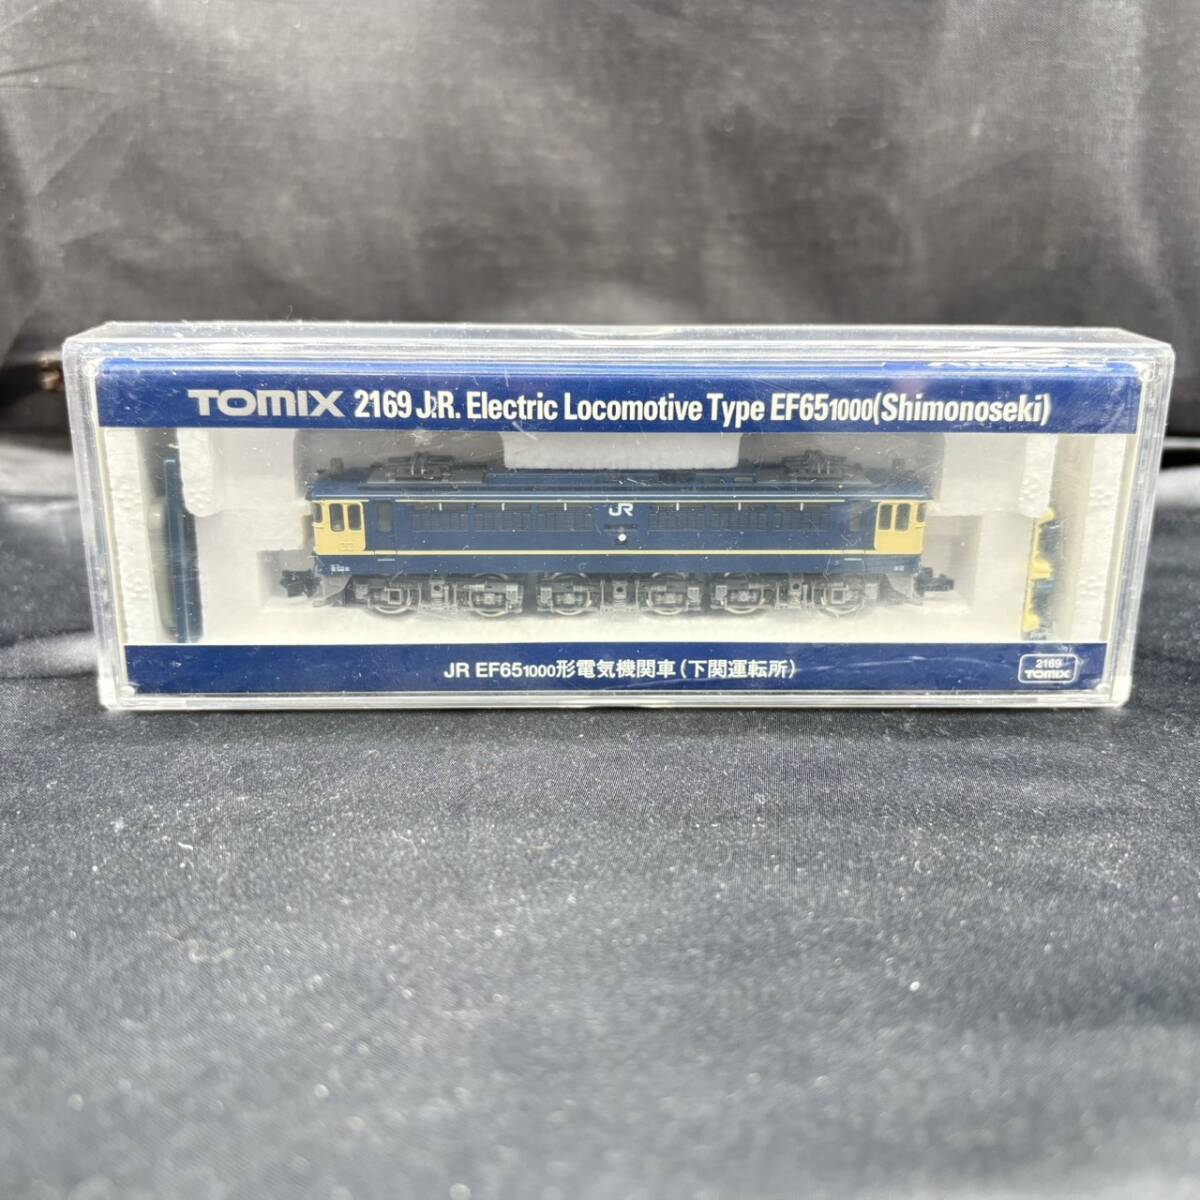 TOMIX 2169 J.R. Electric Locomotive Type EF651000(Shimonoseki)
JR
JR EF651000形電気機関車(下関運転所)
2169
TOMIX